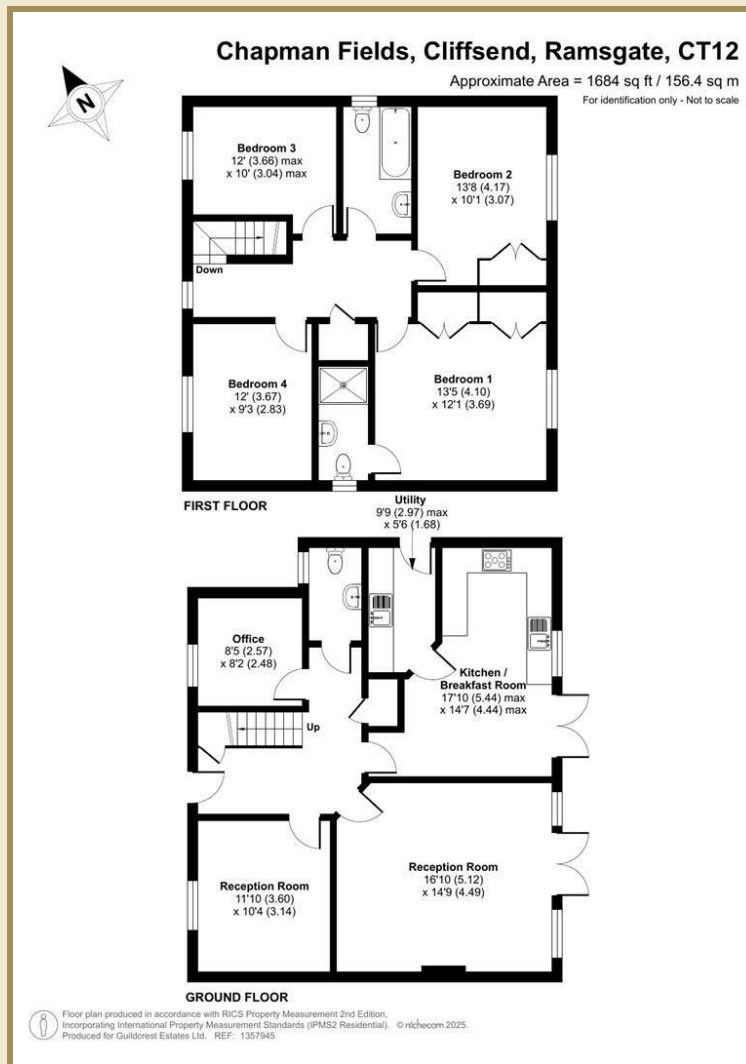 Chapman Fields, Cliffsend, Ramsgate, CT12
Approximate Area = 1684 sq ft / 156.4 sq m
For identification only - Not to scale
N
Bedroom 3
12' (3.66) max
x 10' (3.04) max
Bedroom 2
13'8 (4.17)
x 10'1 (3.07)
Down
Bedroom 4
12' (3.67)
x 9'3 (2.83)
Bedroom 1
13'5 (4.10)
x 12'1 (3.69)
FIRST FLOOR
Utility
9'9 (2.97) max
x 5'6 (1.68)
Office
8'5 (2.57)
x 8'2 (2.48)
Kitchen /
Breakfast Room
17'10 (5.44) max
x 14'7 (4.44) max
Up
Reception Room
11'10 (3.60)
x 10'4 (3.14)
Reception Room
16'10 (5.12)
x 14'9 (4.49)
GROUND FLOOR
Floor plan produced in accordance with RICS Property Measurement 2nd Edition,
Incorporating International Property Measurement Standards (IPMS2 Residential). © nichecom 2025.
Produced for Guildcrest Estates Ltd. REF: 1357945